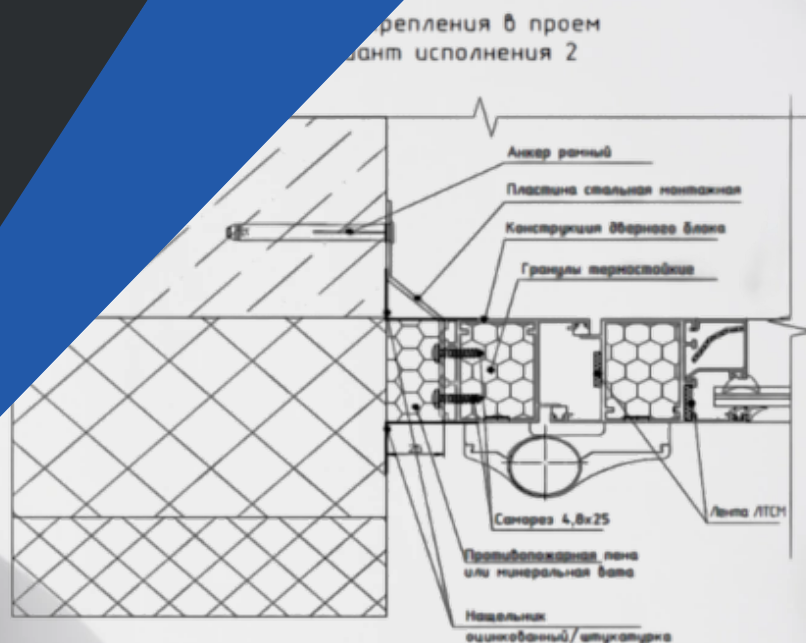 репления в проем
ант исполнения 2
Анкер рамный
Пластина стальная монтажная
Конструкция дверного блока
Гранулы термостойкие
Саморез 4,8х25
Лента ЛТСМ
Противопожарная пена
или минеральная вата
Нащельник
оцинкованный/штукатурка